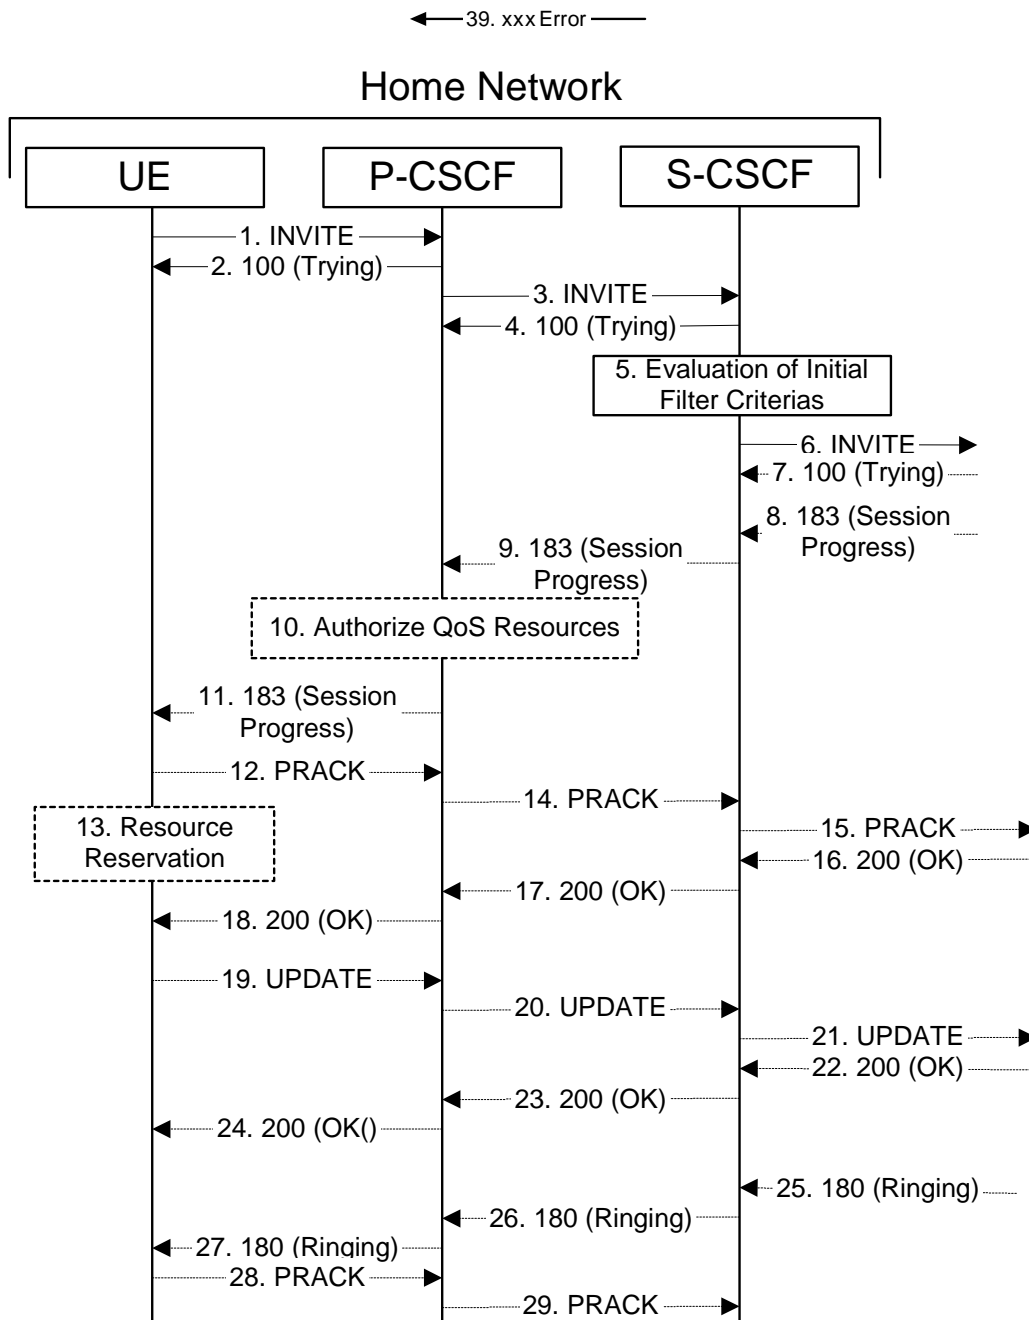 39. xxx Error
Home Network
UE
P-CSCF
S-CSCF
1. INVITE
2. 100 (Trying)
3. INVITE
4. 100 (Trying)
5. Evaluation of Initial
Filter Criterias
6. INVITE
7. 100 (Trying)
8. 183 (Session
Progress)
9. 183 (Session
Progress)
10. Authorize QoS Resources
11. 183 (Session
Progress)
12. PRACK
14. PRACK
13. Resource
Reservation
15. PRACK
16. 200 (OK)
17. 200 (OK)
18. 200 (OK)
19. UPDATE
20. UPDATE
21. UPDATE
22. 200 (OK)
23. 200 (OK)
24. 200 (OK()
25. 180 (Ringing)
26. 180 (Ringing)
27. 180 (Ringing)
28. PRACK
29. PRACK